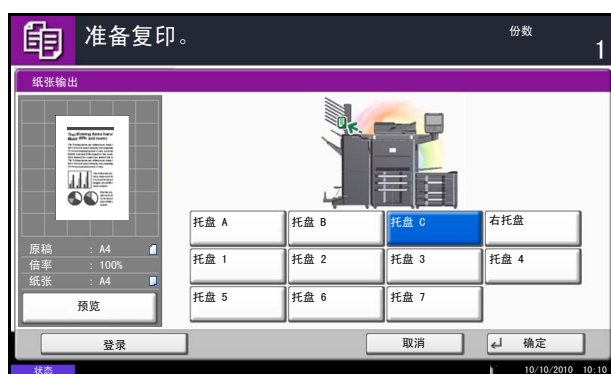 准备复印。
份数
1
纸张输出
原稿 : A4
倍率 : 100%
纸张 : A4
预览
托盘 A 托盘 B 托盘 C 右托盘
托盘 1 托盘 2 托盘 3 托盘 4
托盘 5 托盘 6 托盘 7
登录 取消 确定
状态 10/10/2010 10:10